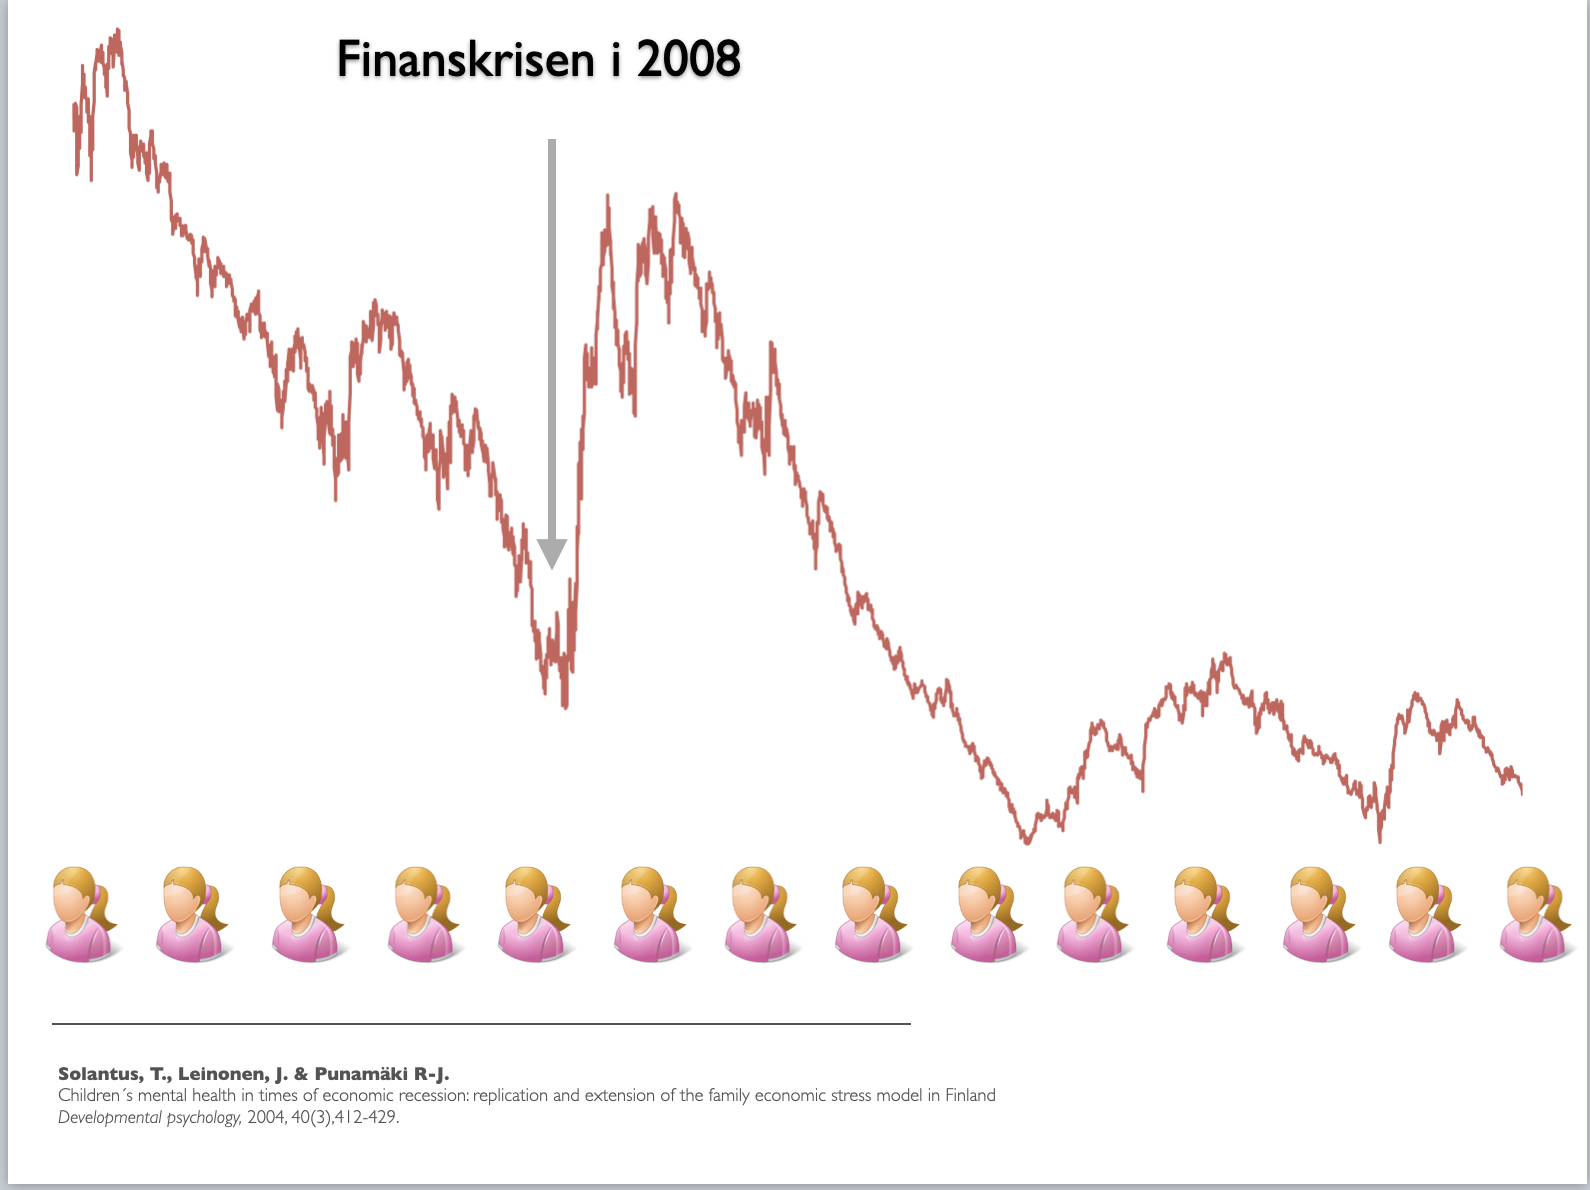 Finanskrisen i 2008
Solantus, T., Leinonen, J. & Punamäki R-J.
Children´s mental health in times of economic recession: replication and extension of the family economic stress model in Finland
Developmental psychology, 2004, 40(3),412-429.